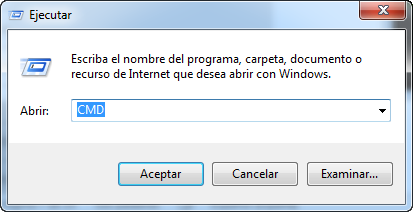 Ejecutar
Escriba el nombre del programa, carpeta, documento o
recurso de Internet que desea abrir con Windows.
Abrir: CMD
Aceptar Cancelar Examinar...